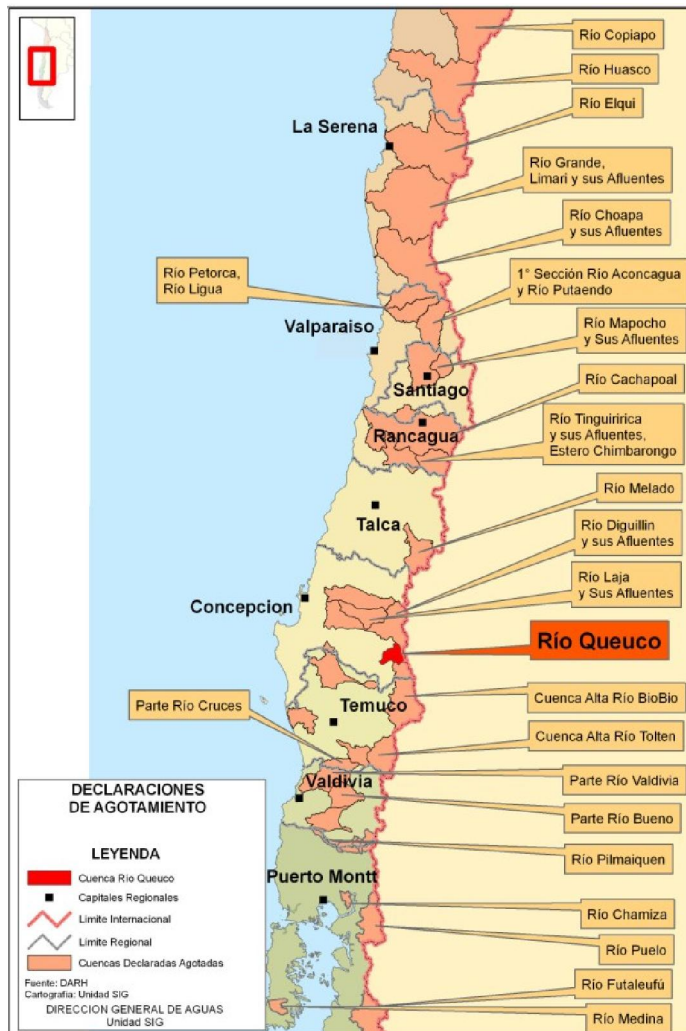 Río Copiapo
Río Huasco
Río Elqui
La Serena
Río Grande,
Limari y sus Afluentes
Río Choapa
y sus Afluentes
Río Petorca,
Río Ligua
1° Sección Río Aconcagua
y Río Putaendo
Valparaiso
Río Mapocho
y Sus Afluentes
Santiago
Río Cachapoal
Rancagua
Río Tinguiririca
y sus Afluentes,
Estero Chimbarongo
Río Melado
Talca
Río Diguillin
y sus Afluentes
Río Laja
y Sus Afluentes
Concepcion
Río Queuco
Cuenca Alta Río BioBio
Parte Río Cruces
Temuco
Cuenca Alta Río Tolten
Valdivia
Parte Río Valdivia
Parte Río Bueno
Río Pilmaiquen
Puerto Montt
Río Chamiza
Río Puelo
Río Futaleufú
Río Medina
DECLARACIONES
DE AGOTAMIENTO
LEYENDA
Cuenca Rio Queuco
Capitales Regionales
Limite Internacional
Limite Regional
Cuencas Declaradas Agotadas
Fuente: DARH
Cartografia: Unidad SIG
DIRECCION GENERAL DE AGUAS
Unidad SIG